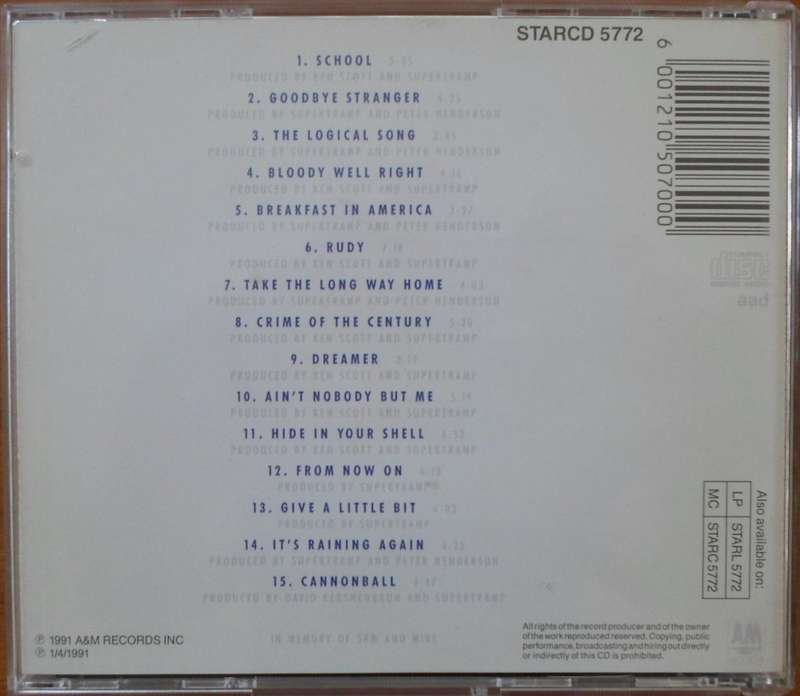 STARCD 5772
6 001210 507000
1. SCHOOL
PRODUCED BY KEN SCOTT AND SUPERTRAMP
2. GOODBYE STRANGER
PRODUCED BY SUPERTRAMP AND PETER HENDERSON
3. THE LOGICAL SONG
PRODUCED BY SUPERTRAMP AND PETER HENDERSON
4. BLOODY WELL RIGHT
PRODUCED BY KEN SCOTT AND SUPERTRAMP
5. BREAKFAST IN AMERICA
PRODUCED BY SUPERTRAMP AND PETER HENDERSON
6. RUDY
PRODUCED BY KEN SCOTT AND SUPERTRAMP
7. TAKE THE LONG WAY HOME
PRODUCED BY SUPERTRAMP AND PETER HENDERSON
8. CRIME OF THE CENTURY
PRODUCED BY KEN SCOTT AND SUPERTRAMP
9. DREAMER
PRODUCED BY KEN SCOTT AND SUPERTRAMP
10. AIN'T NOBODY BUT ME
PRODUCED BY KEN SCOTT AND SUPERTRAMP
11. HIDE IN YOUR SHELL
PRODUCED BY KEN SCOTT AND SUPERTRAMP
12. FROM NOW ON
PRODUCED BY SUPERTRAMP
13. GIVE A LITTLE BIT
PRODUCED BY SUPERTRAMP
14. IT'S RAINING AGAIN
PRODUCED BY SUPERTRAMP AND PETER HENDERSON
15. CANNONBALL
PRODUCED BY DAVID KERSHENBAUM AND SUPERTRAMP
IN MEMORY OF SAM AND MIKE
disc
aad
Also available on:
LP STARL 5772
MC STARC 5772
℗ 1991 A&M RECORDS INC
℗ 1/4/1991
All rights of the record producer and of the owner
of the work reproduced reserved. Copying, public
performance, broadcasting and hiring out directly
or indirectly of this CD is prohibited.
AM